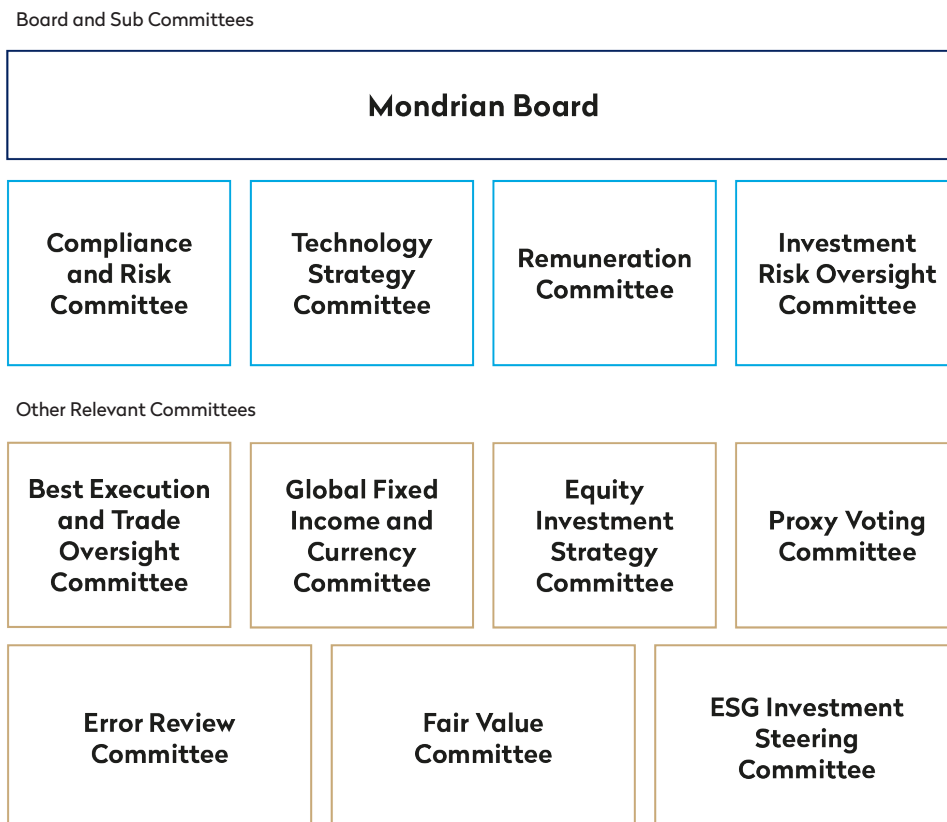 Board and Sub Committees
Mondrian Board
Compliance
and Risk
Committee
Technology
Strategy
Committee
Remuneration
Committee
Investment
Risk Oversight
Committee
Other Relevant Committees
Best Execution
and Trade
Oversight
Committee
Global Fixed
Income and
Currency
Committee
Equity
Investment
Strategy
Committee
Proxy Voting
Committee
Error Review
Committee
Fair Value
Committee
ESG Investment
Steering
Committee